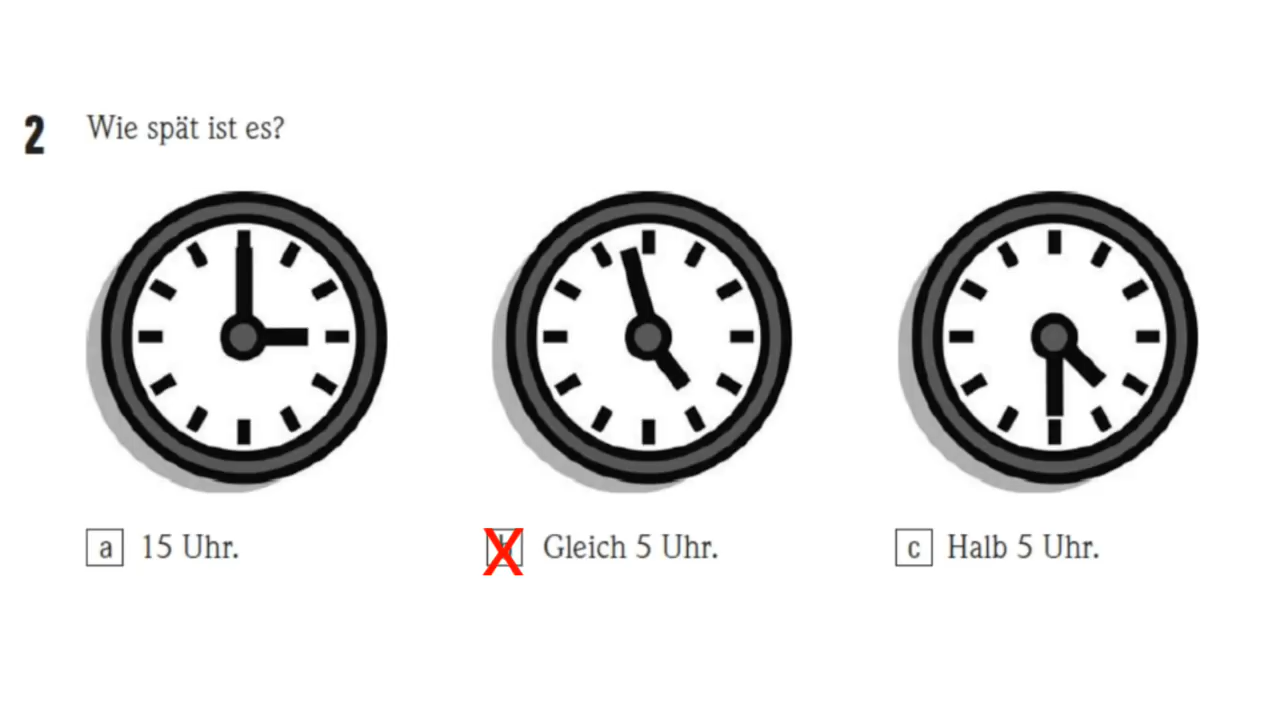 2 Wie spät ist es?
a 15 Uhr.
X Gleich 5 Uhr.
c Halb 5 Uhr.